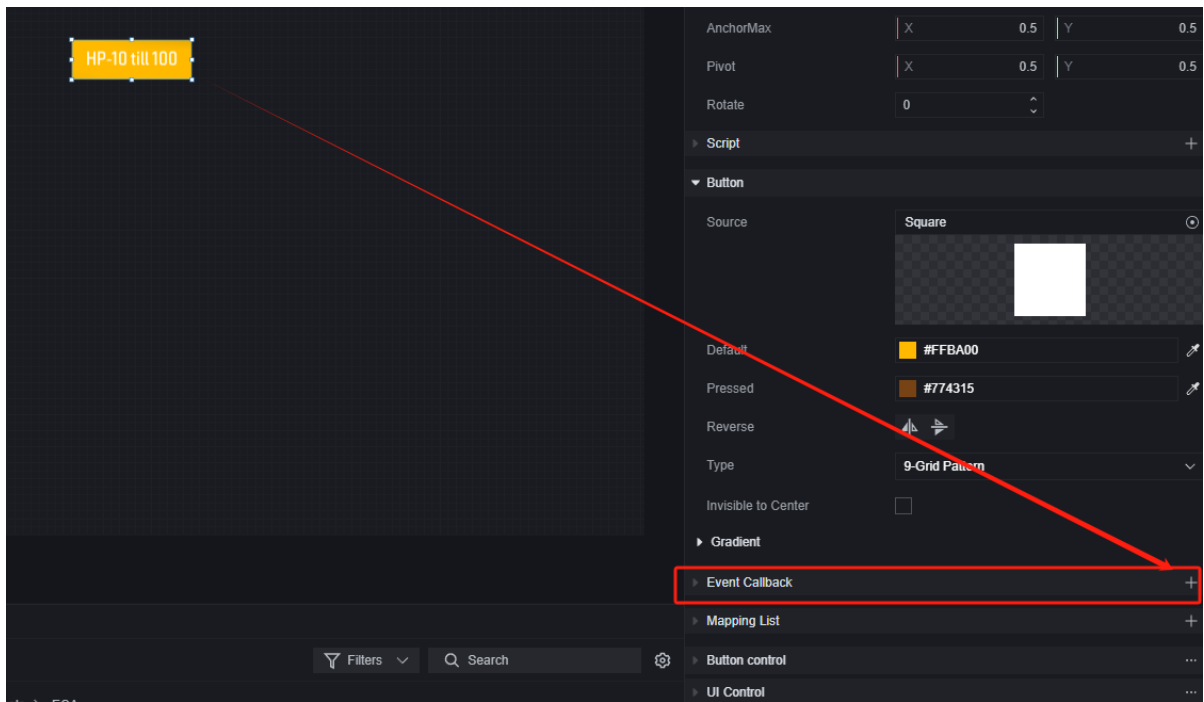 AnchorMax X 0.5 Y 0.5
HP-10 till 100
Pivot X 0.5 Y 0.5
Rotate 0
Script
Button
Source Square
Default #FFBA00
Pressed #774315
Reverse
Type 9-Grid Pattern
Invisible to Center
Gradient
Event Callback
Mapping List
Filters Search
Button control
UI Control